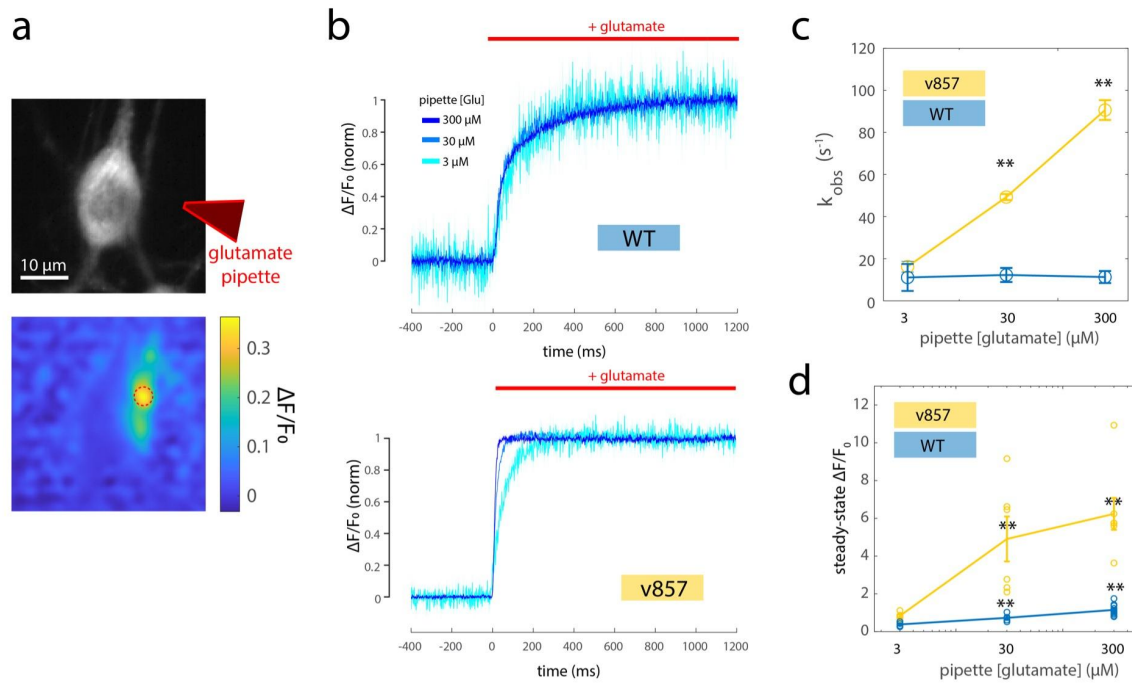 a
10 µm
glutamate
pipette
0.3
0.2
0.1
0
ΔF/F₀
b
+ glutamate
pipette [Glu]
300 µM
30 µM
3 µM
1
0.8
0.6
0.4
0.2
0
ΔF/F₀ (norm)
WT
-400 -200 0 200 400 600 800 1000 1200
time (ms)
+ glutamate
1
0.8
0.6
0.4
0.2
0
ΔF/F₀ (norm)
v857
-400 -200 0 200 400 600 800 1000 1200
time (ms)
c
120
100
80
60
40
20
0
k_obs (s⁻¹)
v857
WT
**
**
3 30 300
pipette [glutamate] (µM)
d
12
10
8
6
4
2
0
steady-state ΔF/F₀
v857
WT
**
**
**
**
3 30 300
pipette [glutamate] (µM)